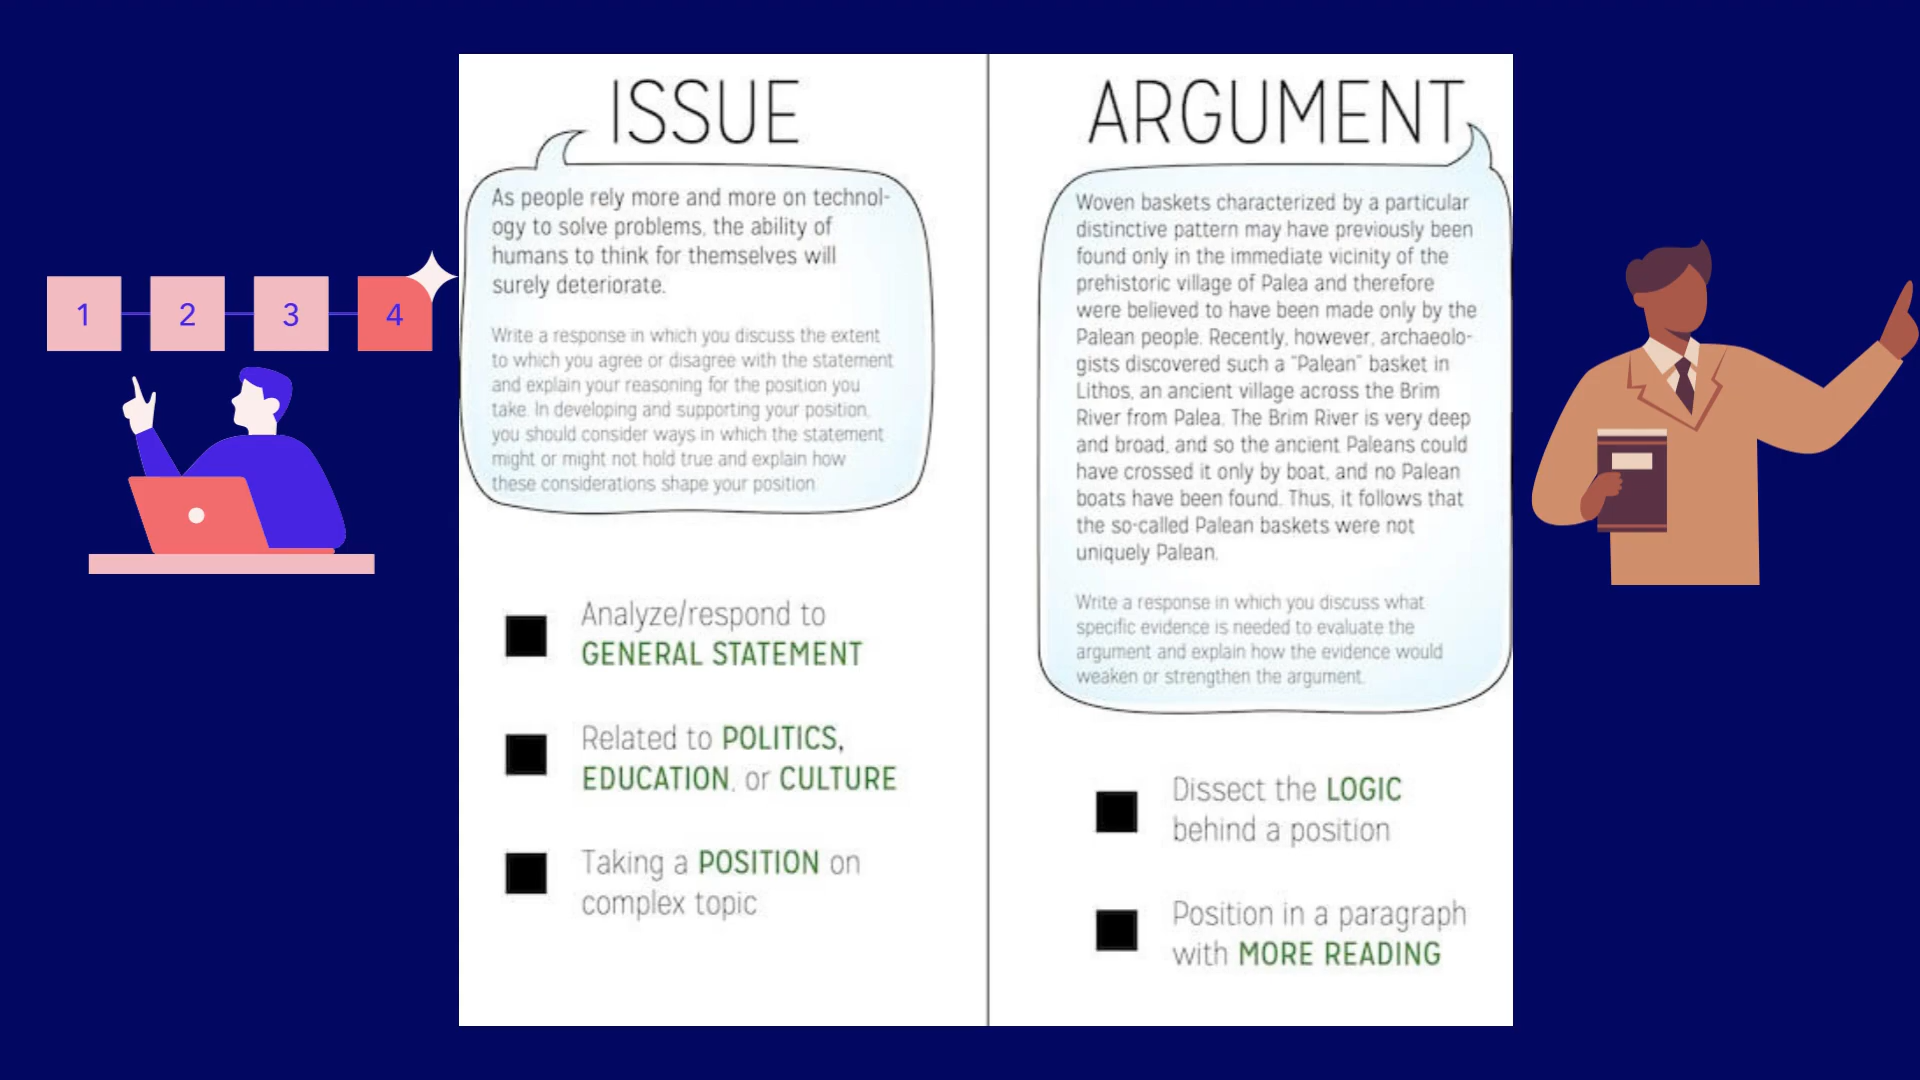 1
2
3
4
ISSUE
As people rely more and more on technol-
ogy to solve problems, the ability of
humans to think for themselves will
surely deteriorate.
Write a response in which you discuss the extent
to which you agree or disagree with the statement
and explain your reasoning for the position you
take. In developing and supporting your position,
you should consider ways in which the statement
might or might not hold true and explain how
these considerations shape your position
Analyze/respond to
GENERAL STATEMENT
Related to POLITICS,
EDUCATION, or CULTURE
Taking a POSITION on
complex topic
ARGUMENT
Woven baskets characterized by a particular
distinctive pattern may have previously been
found only in the immediate vicinity of the
prehistoric village of Palea and therefore
were believed to have been made only by the
Palean people. Recently, however, archaeolo-
gists discovered such a "Palean" basket in
Lithos, an ancient village across the Brim
River from Palea. The Brim River is very deep
and broad, and so the ancient Paleans could
have crossed it only by boat, and no Palean
boats have been found. Thus, it follows that
the so-called Palean baskets were not
uniquely Palean.
Write a response in which you discuss what
specific evidence is needed to evaluate the
argument and explain how the evidence would
weaken or strengthen the argument.
Dissect the LOGIC
behind a position
Position in a paragraph
with MORE READING